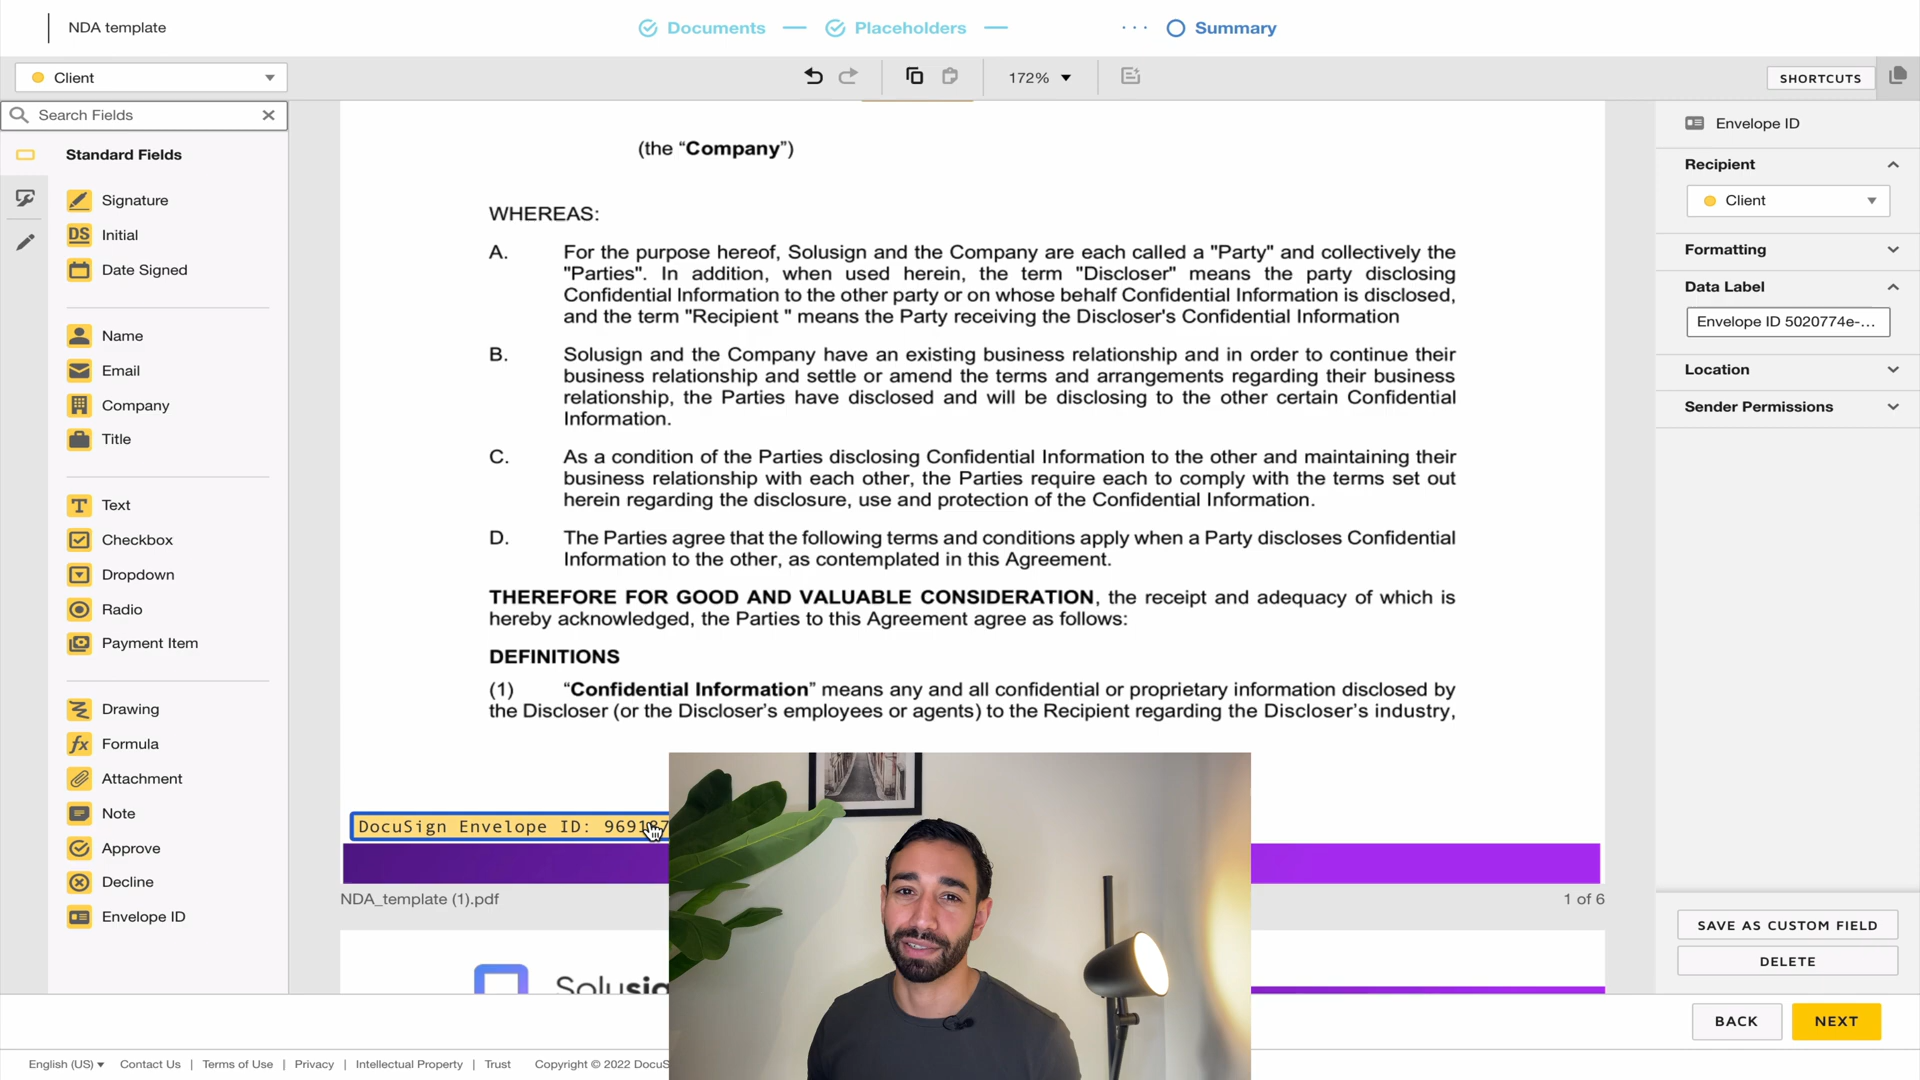 NDA template
Documents
Placeholders
Summary
Client
172%
SHORTCUTS
Search Fields
Standard Fields
Signature
DS Initial
Date Signed
Name
Email
Company
Title
T Text
Checkbox
Dropdown
Radio
Payment Item
Drawing
fx Formula
Attachment
Note
Approve
Decline
Envelope ID
(the “Company”)
WHEREAS:
A. For the purpose hereof, Solusign and the Company are each called a "Party" and collectively the
"Parties". In addition, when used herein, the term "Discloser" means the party disclosing
Confidential Information to the other party or on whose behalf Confidential Information is disclosed,
and the term "Recipient " means the Party receiving the Discloser's Confidential Information
B. Solusign and the Company have an existing business relationship and in order to continue their
business relationship and settle or amend the terms and arrangements regarding their business
relationship, the Parties have disclosed and will be disclosing to the other certain Confidential
Information.
C. As a condition of the Parties disclosing Confidential Information to the other and maintaining their
business relationship with each other, the Parties require each to comply with the terms set out
herein regarding the disclosure, use and protection of the Confidential Information.
D. The Parties agree that the following terms and conditions apply when a Party discloses Confidential
Information to the other, as contemplated in this Agreement.
THEREFORE FOR GOOD AND VALUABLE CONSIDERATION, the receipt and adequacy of which is
hereby acknowledged, the Parties to this Agreement agree as follows:
DEFINITIONS
(1) “Confidential Information” means any and all confidential or proprietary information disclosed by
the Discloser (or the Discloser’s employees or agents) to the Recipient regarding the Discloser’s industry,
DocuSign Envelope ID:
NDA_template (1).pdf
1 of 6
Envelope ID
Recipient
Client
Formatting
Data Label
Envelope ID 5020774e-...
Location
Sender Permissions
SAVE AS CUSTOM FIELD
DELETE
BACK
NEXT
English (US)
Contact Us | Terms of Use | Privacy | Intellectual Property | Trust
Copyright © 2022